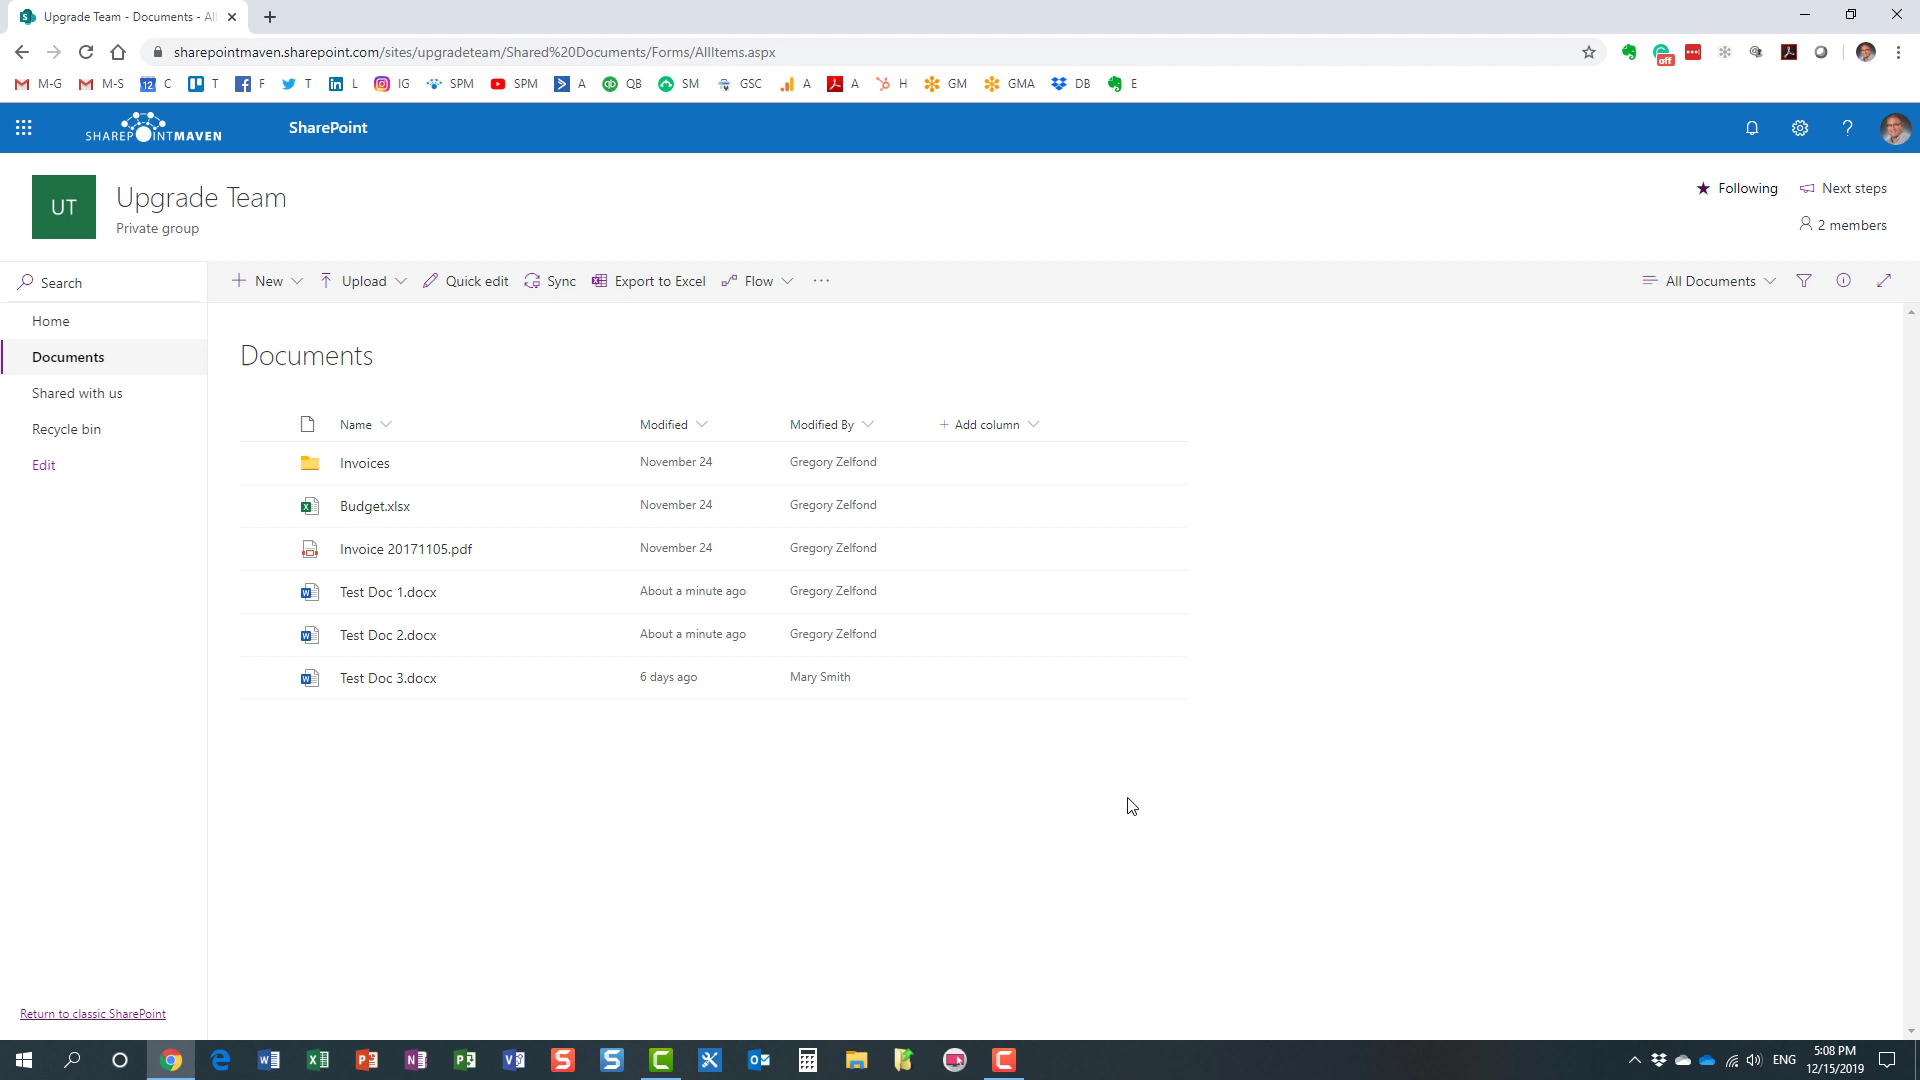 Upgrade Team - Documents - All
sharepointmaven.sharepoint.com/sites/upgradeteam/Shared%20Documents/Forms/AllItems.aspx
off
M-G M-S 12 C T F T L IG SPM SPM A QB SM GSC A A H GM GMA DB E
SHAREPOINTMAVEN SharePoint
UT
Upgrade Team
Private group
Following Next steps
2 members
Search
New Upload Quick edit Sync Export to Excel Flow ... All Documents
Home
Documents
Shared with us
Recycle bin
Edit
Documents
Name Modified Modified By + Add column
Invoices November 24 Gregory Zelfond
Budget.xlsx November 24 Gregory Zelfond
Invoice 20171105.pdf November 24 Gregory Zelfond
Test Doc 1.docx About a minute ago Gregory Zelfond
Test Doc 2.docx About a minute ago Gregory Zelfond
Test Doc 3.docx 6 days ago Mary Smith
Return to classic SharePoint
ENG 5:08 PM
12/15/2019